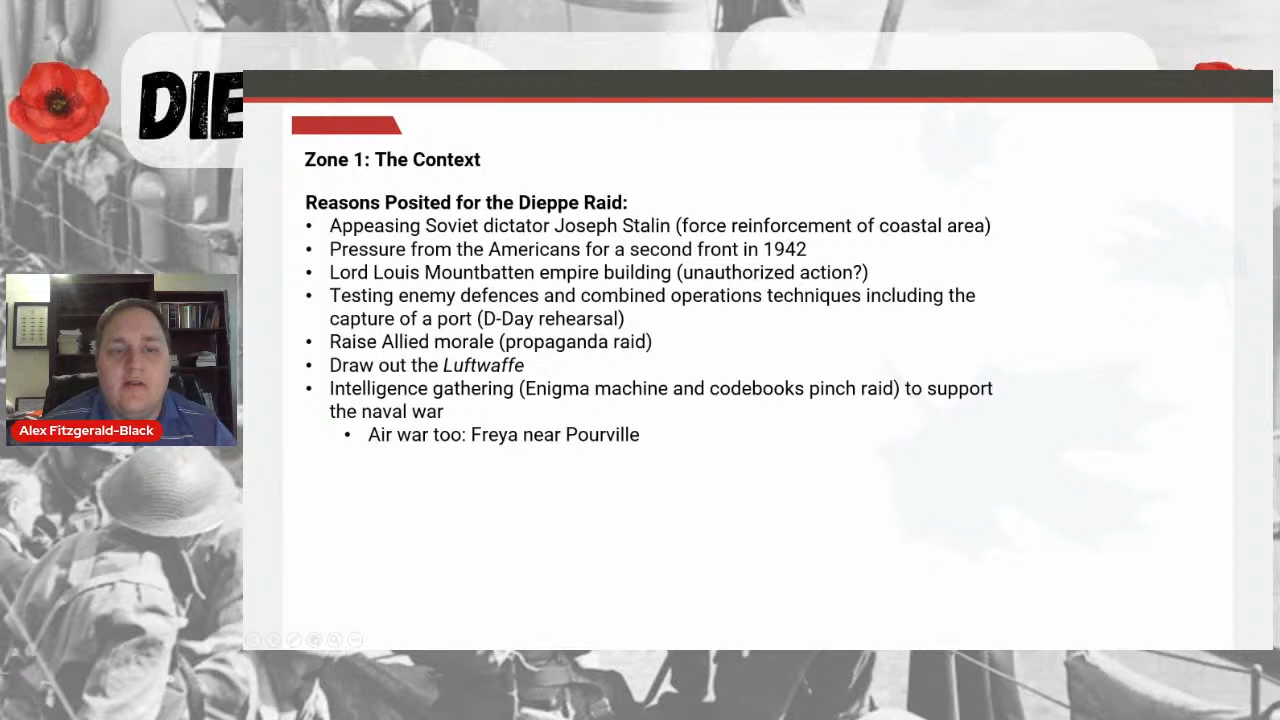 DIE
Zone 1: The Context
Reasons Posited for the Dieppe Raid:
• Appeasing Soviet dictator Joseph Stalin (force reinforcement of coastal area)
• Pressure from the Americans for a second front in 1942
• Lord Louis Mountbatten empire building (unauthorized action?)
• Testing enemy defences and combined operations techniques including the
capture of a port (D-Day rehearsal)
• Raise Allied morale (propaganda raid)
• Draw out the Luftwaffe
• Intelligence gathering (Enigma machine and codebooks pinch raid) to support
the naval war
• Air war too: Freya near Pourville
Alex Fitzgerald-Black